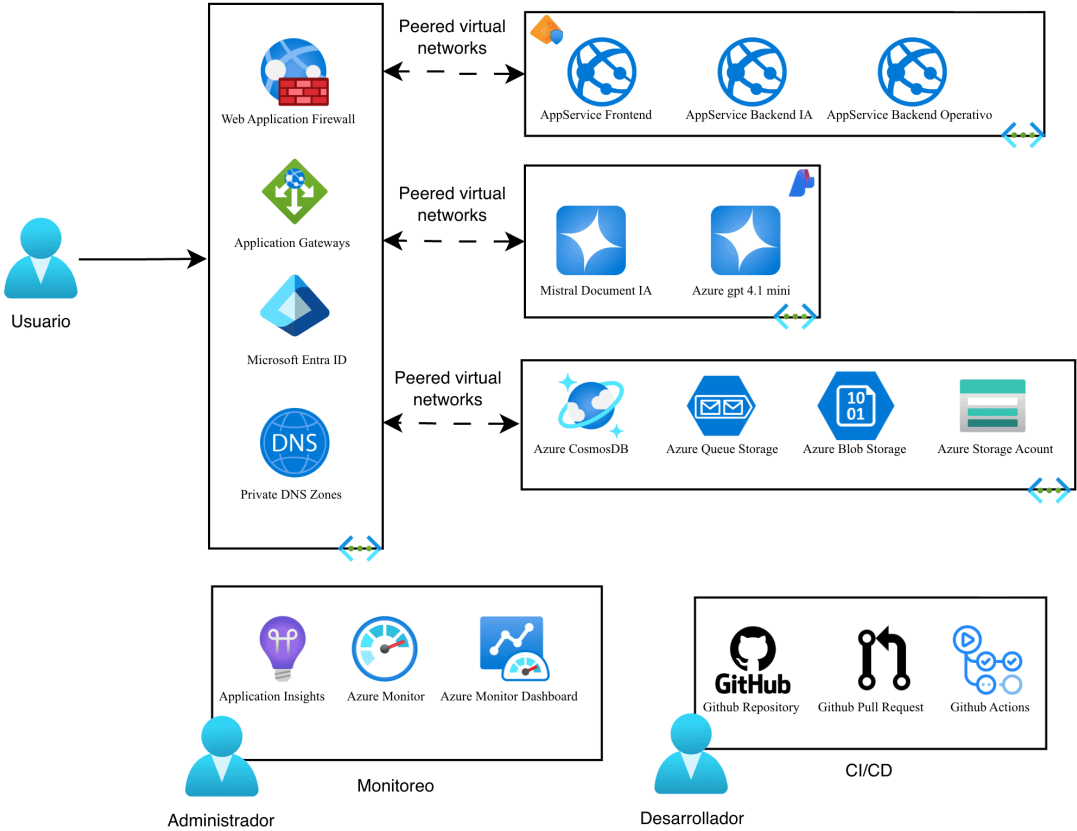 Peered virtual
networks
Web Application Firewall
AppService Frontend
AppService Backend IA
AppService Backend Operativo
Application Gateways
Peered virtual
networks
Mistral Document IA
Azure gpt 4.1 mini
Usuario
Microsoft Entra ID
Peered virtual
networks
10
01
Azure CosmosDB
Azure Queue Storage
Azure Blob Storage
Azure Storage Acount
DNS
Private DNS Zones
Application Insights
Azure Monitor
Azure Monitor Dashboard
Monitoreo
Administrador
GitHub
Github Repository
Github Pull Request
Github Actions
CI/CD
Desarrollador